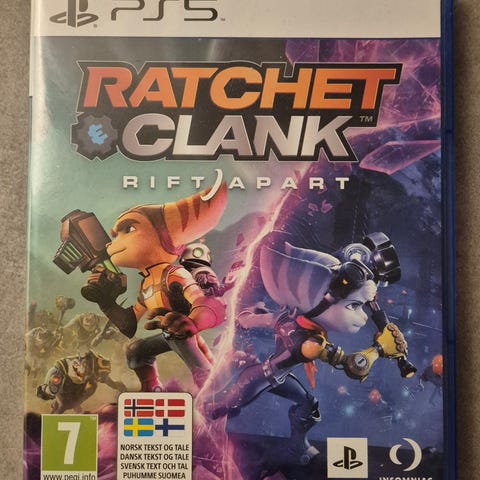 PS5
RATCHET
& CLANK™
RIFT APART
7
www.pegi.info
NORSK TEKST OG TALE
DANSK TEKST OG TALE
SVENSK TEXT OCH TAL
PUHUMME SUOMEA
INSOMNIAC